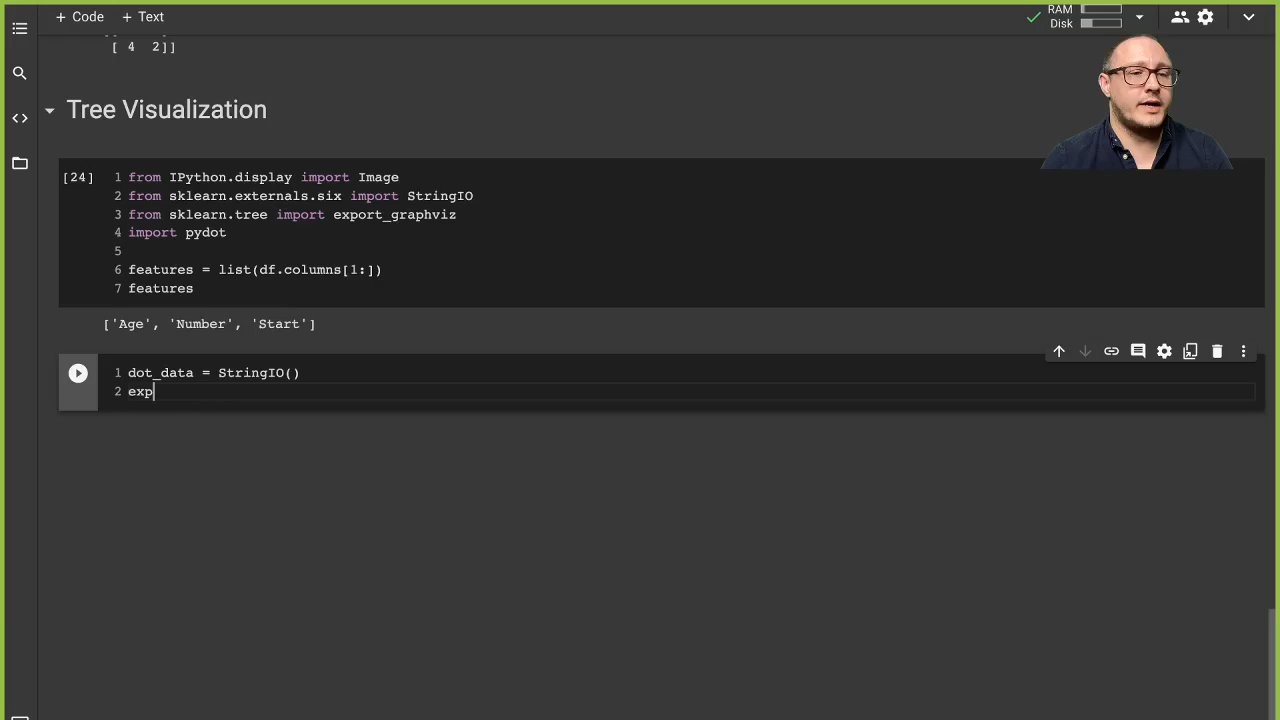 + Code + Text
RAM
Disk
[ 4 2]]
Tree Visualization
[24]
1 from IPython.display import Image
2 from sklearn.externals.six import StringIO
3 from sklearn.tree import export_graphviz
4 import pydot
5
6 features = list(df.columns[1:])
7 features
['Age', 'Number', 'Start']
1 dot_data = StringIO()
2 exp